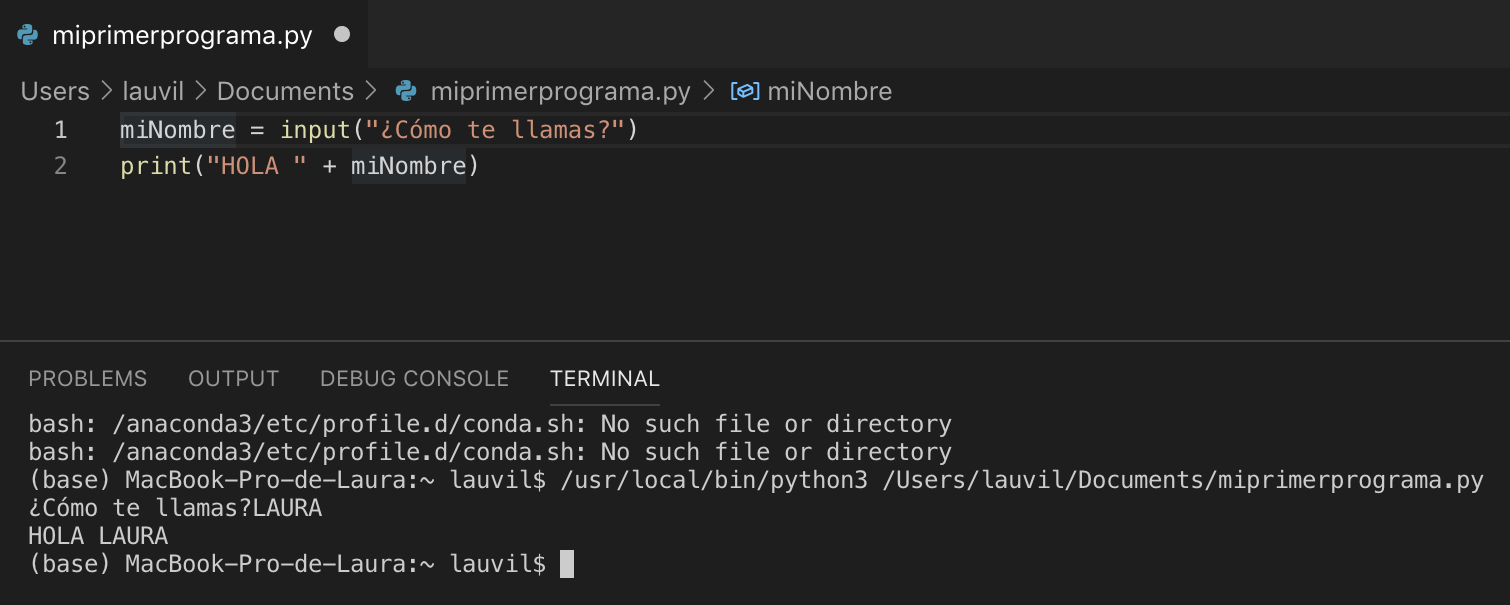 miprimerprograma.py
Users > lauvil > Documents > miprimerprograma.py > miNombre
1 miNombre = input("¿Cómo te llamas?")
2 print("HOLA " + miNombre)
PROBLEMS OUTPUT DEBUG CONSOLE TERMINAL
bash: /anaconda3/etc/profile.d/conda.sh: No such file or directory
bash: /anaconda3/etc/profile.d/conda.sh: No such file or directory
(base) MacBook-Pro-de-Laura:~ lauvil$ /usr/local/bin/python3 /Users/lauvil/Documents/miprimerprograma.py
¿Cómo te llamas?LAURA
HOLA LAURA
(base) MacBook-Pro-de-Laura:~ lauvil$